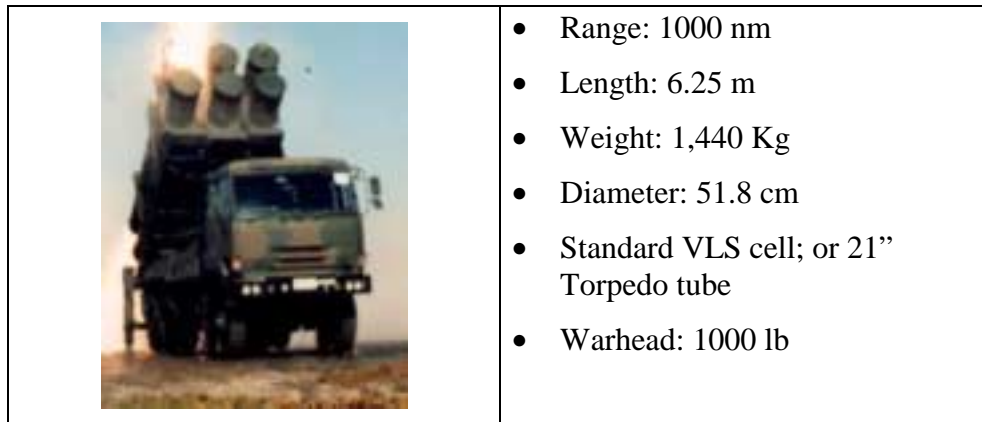 • Range: 1000 nm
• Length: 6.25 m
• Weight: 1,440 Kg
• Diameter: 51.8 cm
• Standard VLS cell; or 21”
Torpedo tube
• Warhead: 1000 lb